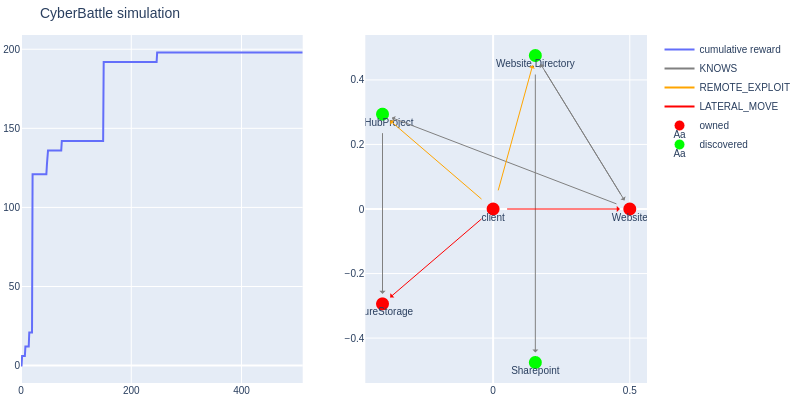 CyberBattle simulation
200
150
100
50
0
0
200
400
0.4
0.2
0
−0.2
−0.4
0
0.5
Website.Directory
HubProject
client
Website
ureStorage
Sharepoint
cumulative reward
KNOWS
REMOTE_EXPLOIT
LATERAL_MOVE
owned
Aa
discovered
Aa